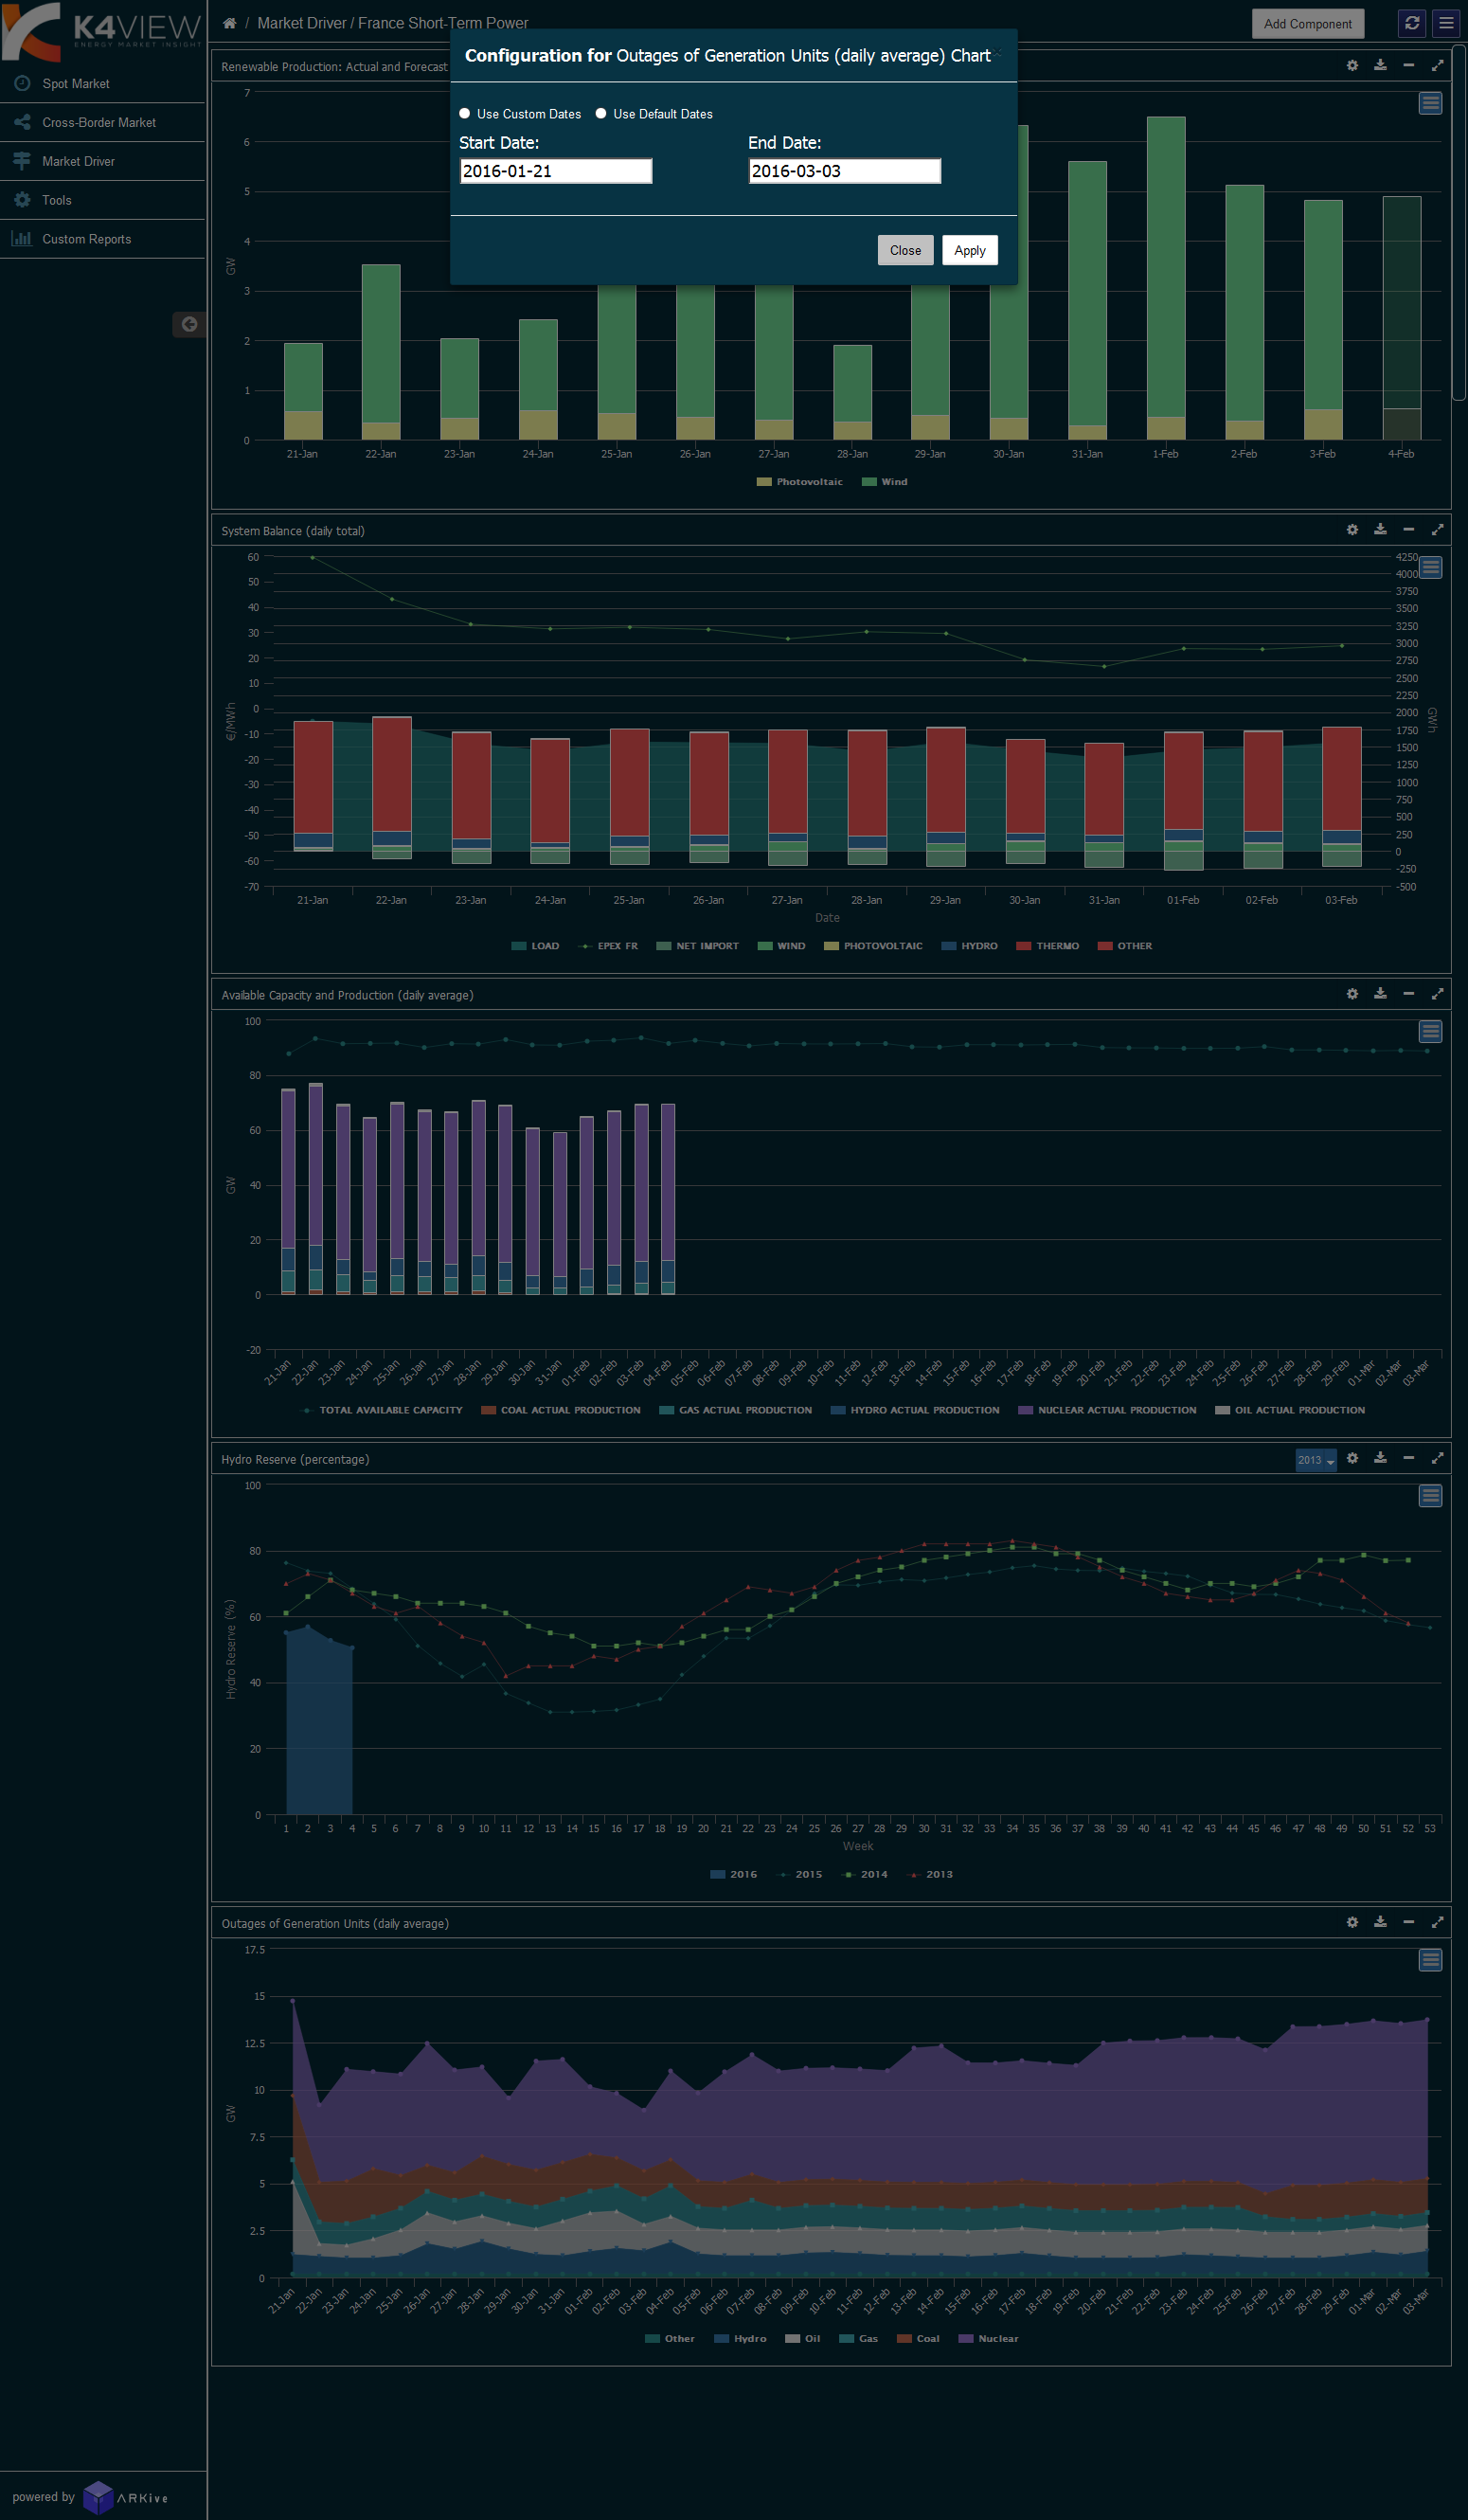 K4VIEW
ENERGY MARKET INSIGHT
/ Market Driver / France Short-Term Power
Add Component
Spot Market
Cross-Border Market
Market Driver
Tools
Custom Reports
Configuration for Outages of Generation Units (daily average) Chart
Use Custom Dates Use Default Dates
Start Date: End Date:
2016-01-21 2016-03-03
Close Apply
Renewable Production: Actual and Forecast
7
6
5
4
3
2
1
0
GW
21-Jan 22-Jan 23-Jan 24-Jan 25-Jan 26-Jan 27-Jan 28-Jan 29-Jan 30-Jan 31-Jan 1-Feb 2-Feb 3-Feb 4-Feb
Photovoltaic Wind
System Balance (daily total)
60
50
40
30
20
10
0
-10
-20
-30
-40
-50
-60
-70
€/MWh
4250
4000
3750
3500
3250
3000
2750
2500
2250
2000
1750
1500
1250
1000
750
500
250
0
-250
-500
GWh
21-Jan 22-Jan 23-Jan 24-Jan 25-Jan 26-Jan 27-Jan 28-Jan 29-Jan 30-Jan 31-Jan 01-Feb 02-Feb 03-Feb
Date
LOAD EPEX FR NET IMPORT WIND PHOTOVOLTAIC HYDRO THERMO OTHER
Available Capacity and Production (daily average)
100
80
60
40
20
0
-20
GW
21-Jan 22-Jan 23-Jan 24-Jan 25-Jan 26-Jan 27-Jan 28-Jan 29-Jan 30-Jan 31-Jan 01-Feb 02-Feb 03-Feb 04-Feb 05-Feb 06-Feb 07-Feb 08-Feb 09-Feb 10-Feb 11-Feb 12-Feb 13-Feb 14-Feb 15-Feb 16-Feb 17-Feb 18-Feb 19-Feb 20-Feb 21-Feb 22-Feb 23-Feb 24-Feb 25-Feb 26-Feb 27-Feb 28-Feb 29-Feb 01-Mar 02-Mar 03-Mar
TOTAL AVAILABLE CAPACITY COAL ACTUAL PRODUCTION GAS ACTUAL PRODUCTION HYDRO ACTUAL PRODUCTION NUCLEAR ACTUAL PRODUCTION OIL ACTUAL PRODUCTION
Hydro Reserve (percentage)
2013
100
80
60
40
20
0
Hydro Reserve (%)
1 2 3 4 5 6 7 8 9 10 11 12 13 14 15 16 17 18 19 20 21 22 23 24 25 26 27 28 29 30 31 32 33 34 35 36 37 38 39 40 41 42 43 44 45 46 47 48 49 50 51 52 53
Week
2016 2015 2014 2013
Outages of Generation Units (daily average)
17.5
15
12.5
10
7.5
5
2.5
0
GW
21-Jan 22-Jan 23-Jan 24-Jan 25-Jan 26-Jan 27-Jan 28-Jan 29-Jan 30-Jan 31-Jan 01-Feb 02-Feb 03-Feb 04-Feb 05-Feb 06-Feb 07-Feb 08-Feb 09-Feb 10-Feb 11-Feb 12-Feb 13-Feb 14-Feb 15-Feb 16-Feb 17-Feb 18-Feb 19-Feb 20-Feb 21-Feb 22-Feb 23-Feb 24-Feb 25-Feb 26-Feb 27-Feb 28-Feb 29-Feb 01-Mar 02-Mar 03-Mar
Other Hydro Oil Gas Coal Nuclear
powered by ARKive